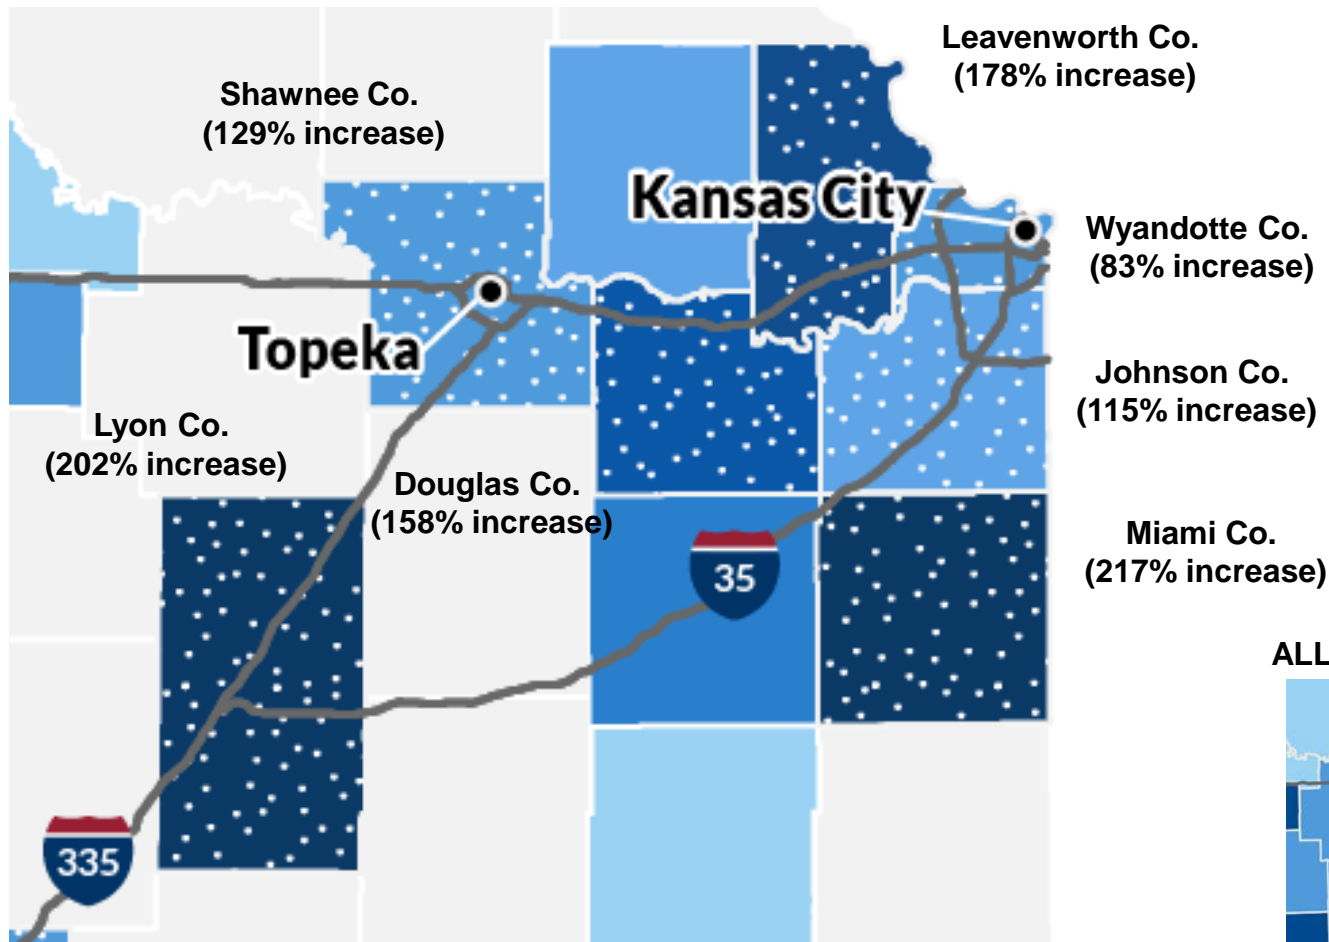 Leavenworth Co.
(178% increase)
Shawnee Co.
(129% increase)
Kansas City
Wyandotte Co.
(83% increase)
Topeka
Johnson Co.
(115% increase)
Lyon Co.
(202% increase)
Douglas Co.
(158% increase)
35
Miami Co.
(217% increase)
ALL
335